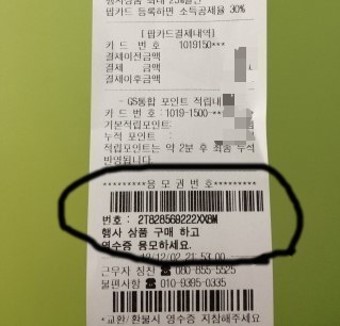 행사상품 최대 25%할인
팝카드 등록하면 소득공제율 30%
[팝카드결제내역]
카 드 번 호 1019150***
결제이전금액
결제 금액
결제이후금액
- GS통합 포인트 적립내
카 드 번 호 : 1019-1500-
기본적립포인트:
누적 포인트:
적립포인트는 약 2분 후 최종 누적
반영됩니다.
********응모권번호********
번호 : 2T828569222XXBM
행사 상품 구매 하고
영수증 응모하세요.
/12/02 21:53:00
근무자 칭찬 ☎ 080-855-5525
불편사항 ☎ 010-9395-0335
*교환/환불시 영수증 지참해주세요